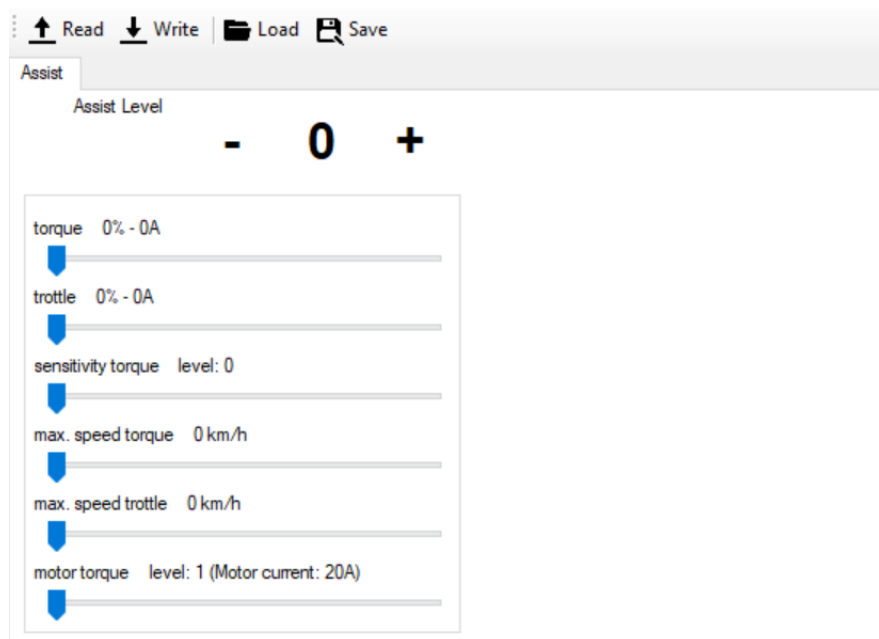 Read Write Load Save
Assist
Assist Level
- 0 +
torque 0% - 0A
trottle 0% - 0A
sensitivity torque level: 0
max. speed torque 0 km/h
max. speed trottle 0 km/h
motor torque level: 1 (Motor current: 20A)